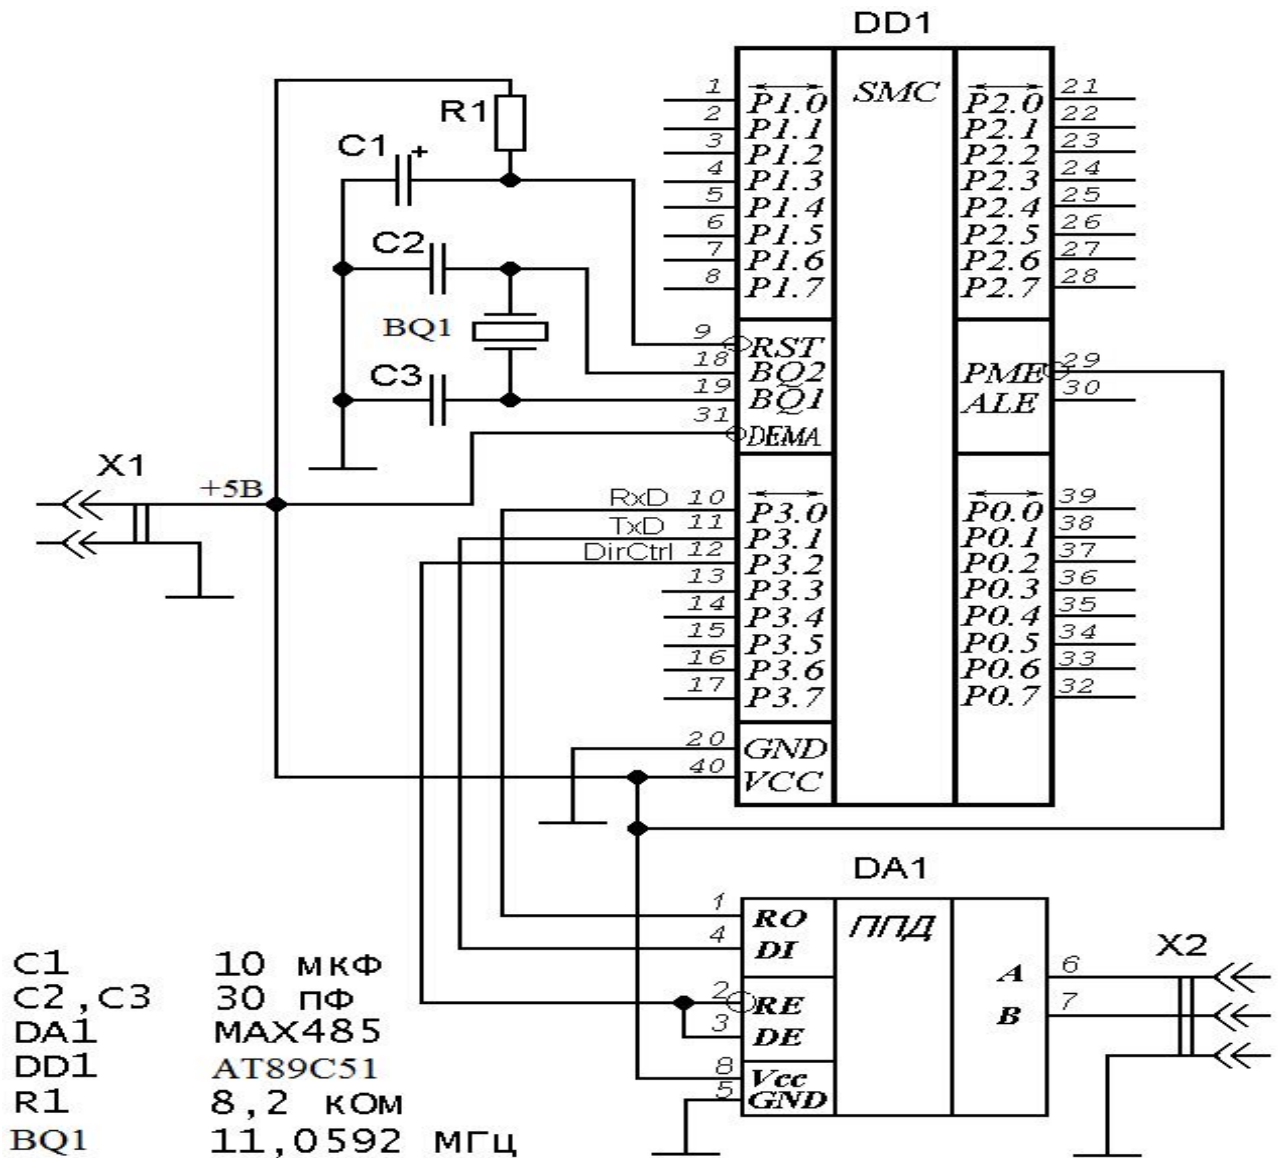 DD1
SMC
1 P1.0
2 P1.1
3 P1.2
4 P1.3
5 P1.4
6 P1.5
7 P1.6
8 P1.7
P2.0 21
P2.1 22
P2.2 23
P2.3 24
P2.4 25
P2.5 26
P2.6 27
P2.7 28
R1
C1 +
C2
BQ1
C3
9 RST
18 BQ2
19 BQ1
31 DEMA
PME 29
ALE 30
X1
+5В
RxD 10 P3.0
TxD 11 P3.1
DirCtrl 12 P3.2
13 P3.3
14 P3.4
15 P3.5
16 P3.6
17 P3.7
P0.0 39
P0.1 38
P0.2 37
P0.3 36
P0.4 35
P0.5 34
P0.6 33
P0.7 32
20 GND
40 VCC
DA1
ППД
1 RO
4 DI
2 RE
3 DE
8 Vcc
5 GND
A 6
B 7
X2
C1 10 мкФ
C2,C3 30 пФ
DA1 MAX485
DD1 AT89C51
R1 8,2 кОм
BQ1 11,0592 МГц